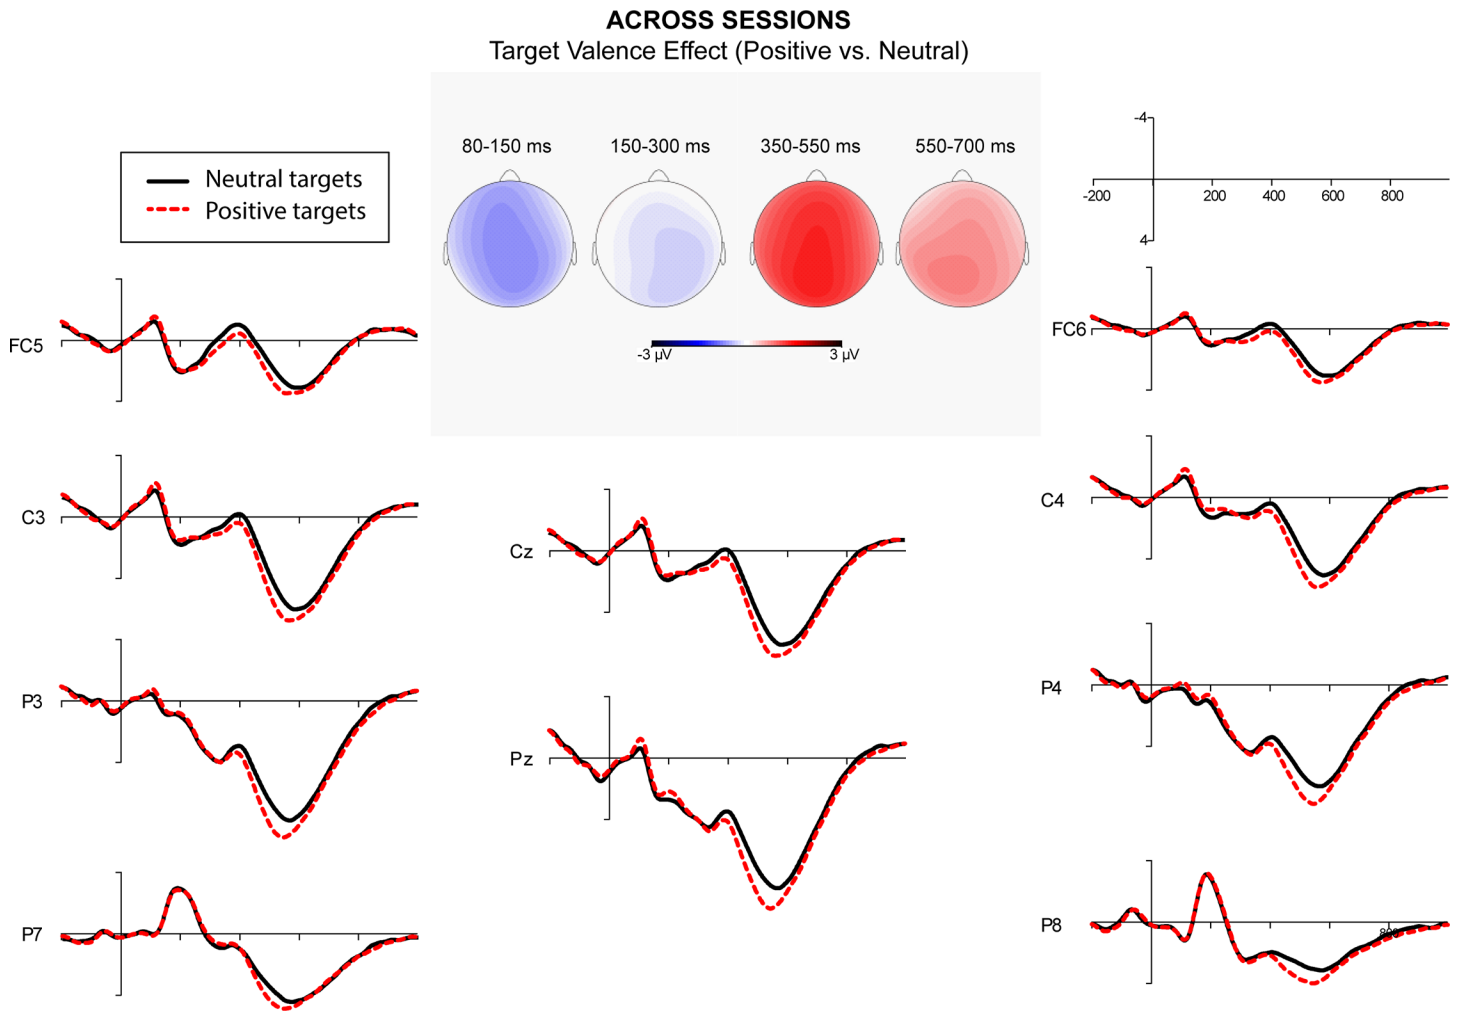 ACROSS SESSIONS
Target Valence Effect (Positive vs. Neutral)
80-150 ms
150-300 ms
350-550 ms
550-700 ms
-3 µV
3 µV
Neutral targets
Positive targets
-4
-200
200
400
600
800
4
FC5
FC6
C3
Cz
C4
P3
Pz
P4
P7
P8
800